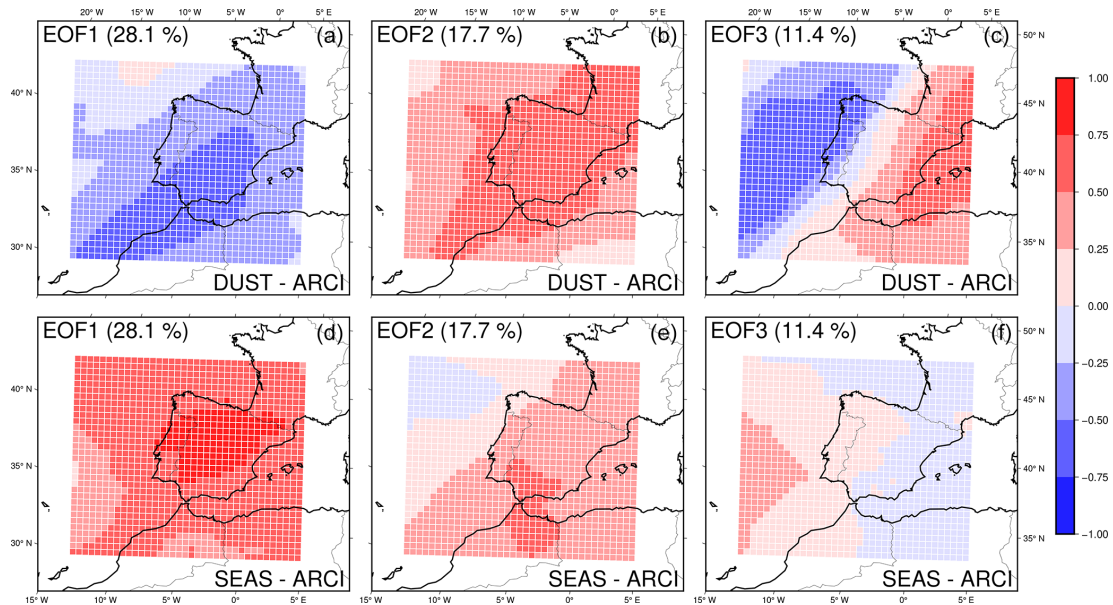 20° W 15° W 10° W 5° W 0° 5° E 20° W 15° W 10° W 5° W 0° 5° E 20° W 15° W 10° W 5° W 0° 5° E
EOF1 (28.1 %) (a) EOF2 (17.7 %) (b) EOF3 (11.4 %) (c) 50° N
1.00
40° N 45° N
0.75
35° N 40° N
0.50
30° N 35° N
DUST - ARCI DUST - ARCI DUST - ARCI
0.25
0.00
EOF1 (28.1 %) (d) EOF2 (17.7 %) (e) EOF3 (11.4 %) (f) 50° N
−0.25
40° N 45° N
−0.50
35° N 40° N
−0.75
30° N 35° N
−1.00
SEAS - ARCI SEAS - ARCI SEAS - ARCI
15° W 10° W 5° W 0° 5° E 15° W 10° W 5° W 0° 5° E 15° W 10° W 5° W 0° 5° E